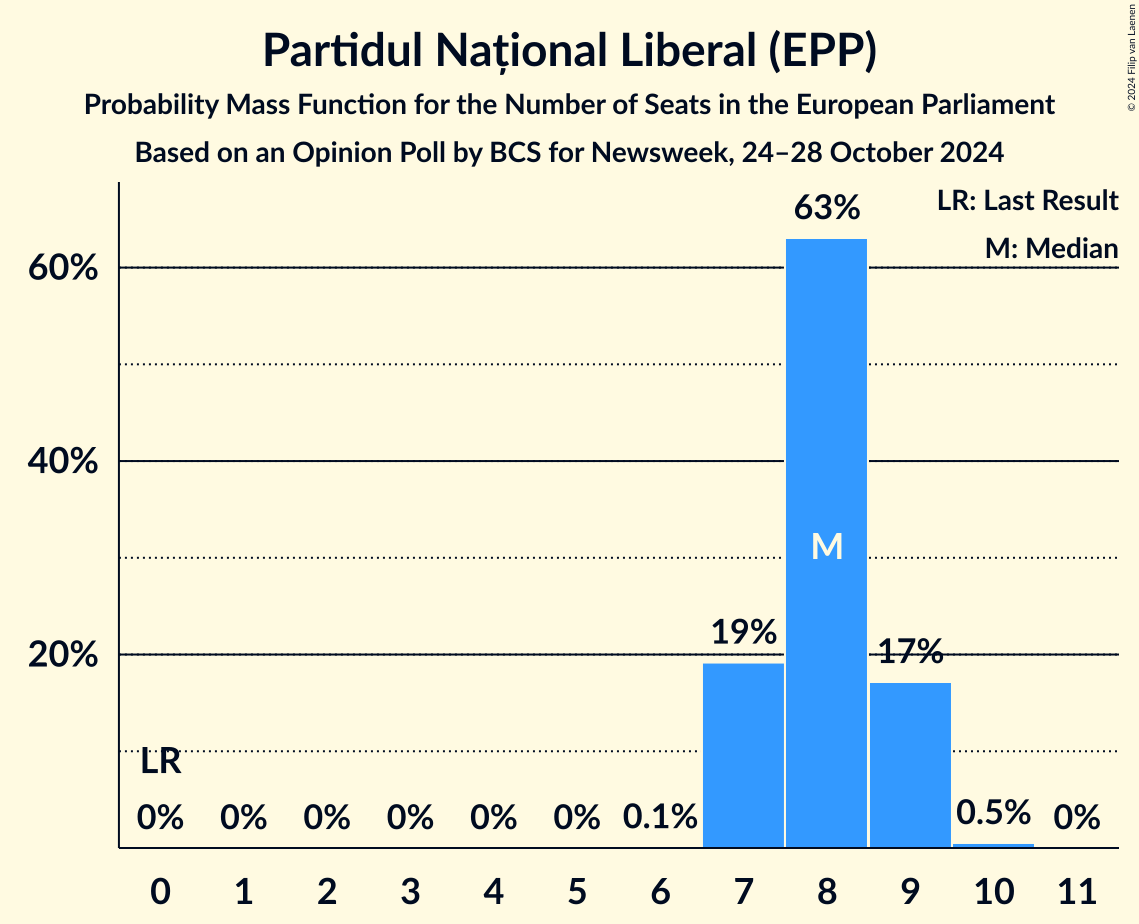 Partidul Național Liberal (EPP)
Probability Mass Function for the Number of Seats in the European Parliament
Based on an Opinion Poll by BCS for Newsweek, 24–28 October 2024
© 2024 Filip van Laenen
LR: Last Result
M: Median
63%
60%
40%
M
19%
17%
20%
LR
0% 0% 0% 0% 0% 0% 0.1% 0.5% 0%
0 1 2 3 4 5 6 7 8 9 10 11